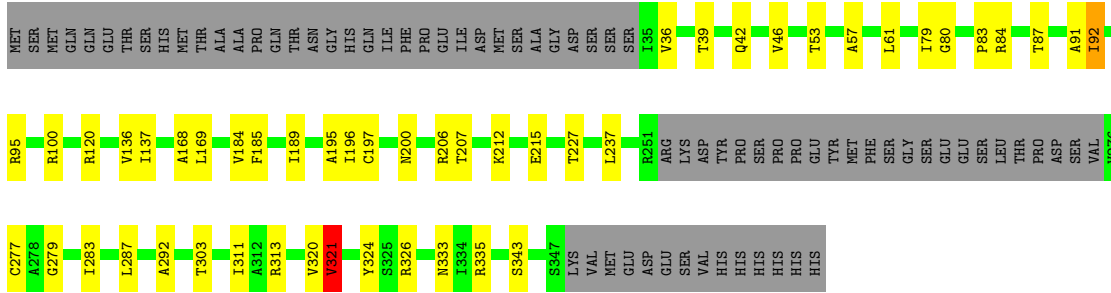 MET SER MET GLN GLN GLU THR SER HIS MET THR ALA ALA PRO GLN THR ASN GLY HIS GLN ILE PHE PRO GLU ILE ASP MET SER ALA GLY ASP SER SER SER I35 V36 T39 Q42 V46 T53 A57 L61 I79 G80 P83 R84 T87 A91 I92
R95 R100 R120 V136 I137 A168 L169 V184 F185 I189 A195 I196 C197 N200 R206 T207 K212 E215 T227 L237 R251 ARG LYS ASP TYR PRO SER PRO PRO GLU TYR MET PHE SER GLY SER GLU GLU SER LEU THR PRO ASP SER VAL
C277 A278 G279 I283 L287 A292 T303 I311 A312 R313 V320 V321 Y324 S325 R326 N333 I334 R335 S343 S347 LYS VAL MET GLU ASP GLU SER VAL HIS HIS HIS HIS HIS HIS